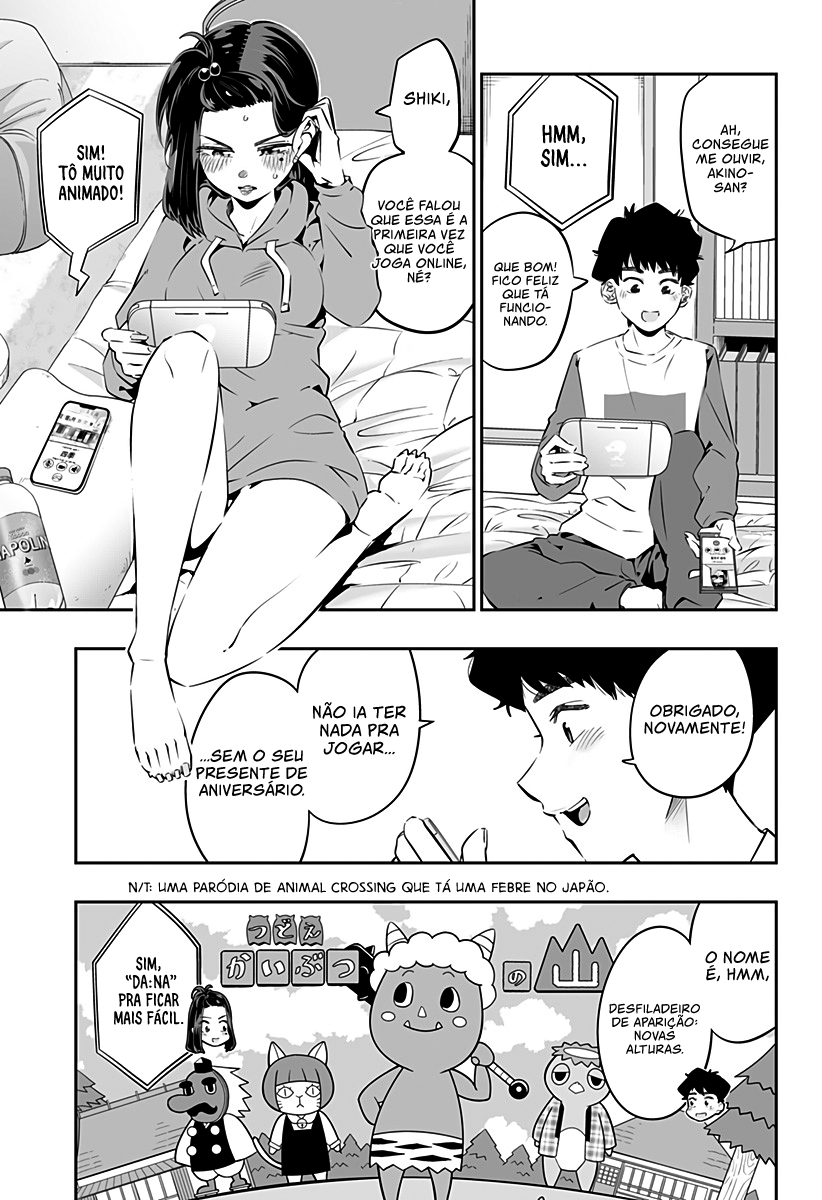 AH,
CONSEGUE
ME OUVIR,
AKINO-
SAN?
HMM,
SIM...
QUE BOM!
FICO FELIZ
QUE TÁ
FUNCIO-
NANDO.
SHIKI,
VOCÊ FALOU
QUE ESSA É A
PRIMEIRA VEZ
QUE VOCÊ
JOGA ONLINE,
NÉ?
SIM!
TÔ MUITO
ANIMADO!
四季
NAPOLIN
OBRIGADO,
NOVAMENTE!
NÃO IA TER
NADA PRA
JOGAR...
...SEM O SEU
PRESENTE DE
ANIVERSÁRIO.
N/T: UMA PARÓDIA DE ANIMAL CROSSING QUE TÁ UMA FEBRE NO JAPÃO.
O NOME
É, HMM,
DESFILADEIRO
DE APARIÇÃO:
NOVAS
ALTURAS.
つどえ
かいぶつ
の山
SIM,
“DA:NA”
PRA FICAR
MAIS FÁCIL.